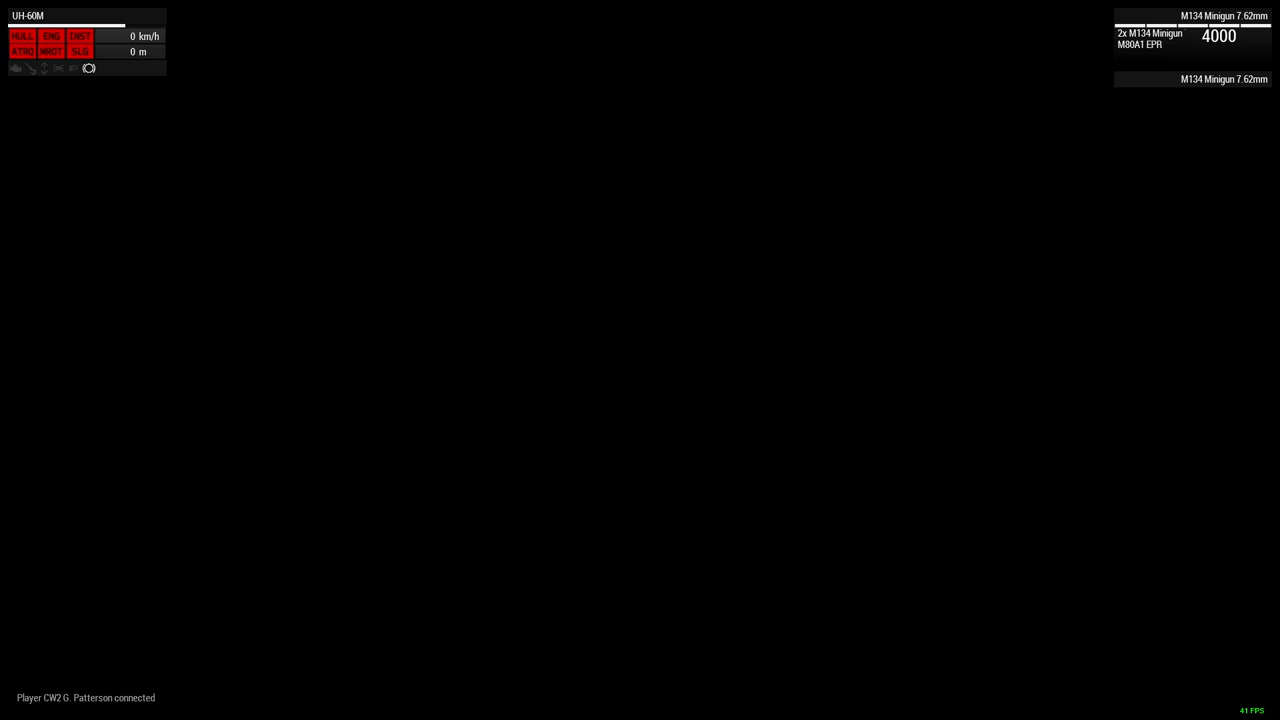 UH-60M
HULL ENG INST 0 km/h
ATRQ MROT SLG 0 m
M134 Minigun 7.62mm
2x M134 Minigun 4000
M80A1 EPR
M134 Minigun 7.62mm
Player CW2 G. Patterson connected
41 FPS